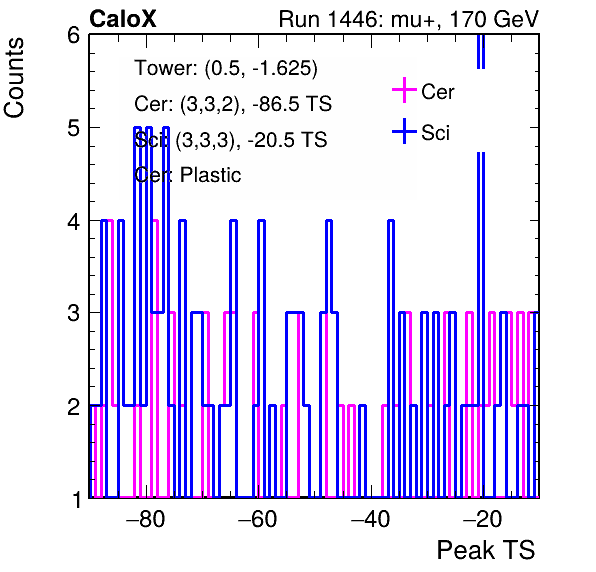 CaloX Run 1446: mu+, 170 GeV
Counts
6
Tower: (0.5, -1.625)
Cer: (3,3,2), -86.5 TS
Sci: (3,3,3), -20.5 TS
Cer: Plastic
Cer
Sci
5
4
3
2
1
−80 −60 −40 −20
Peak TS